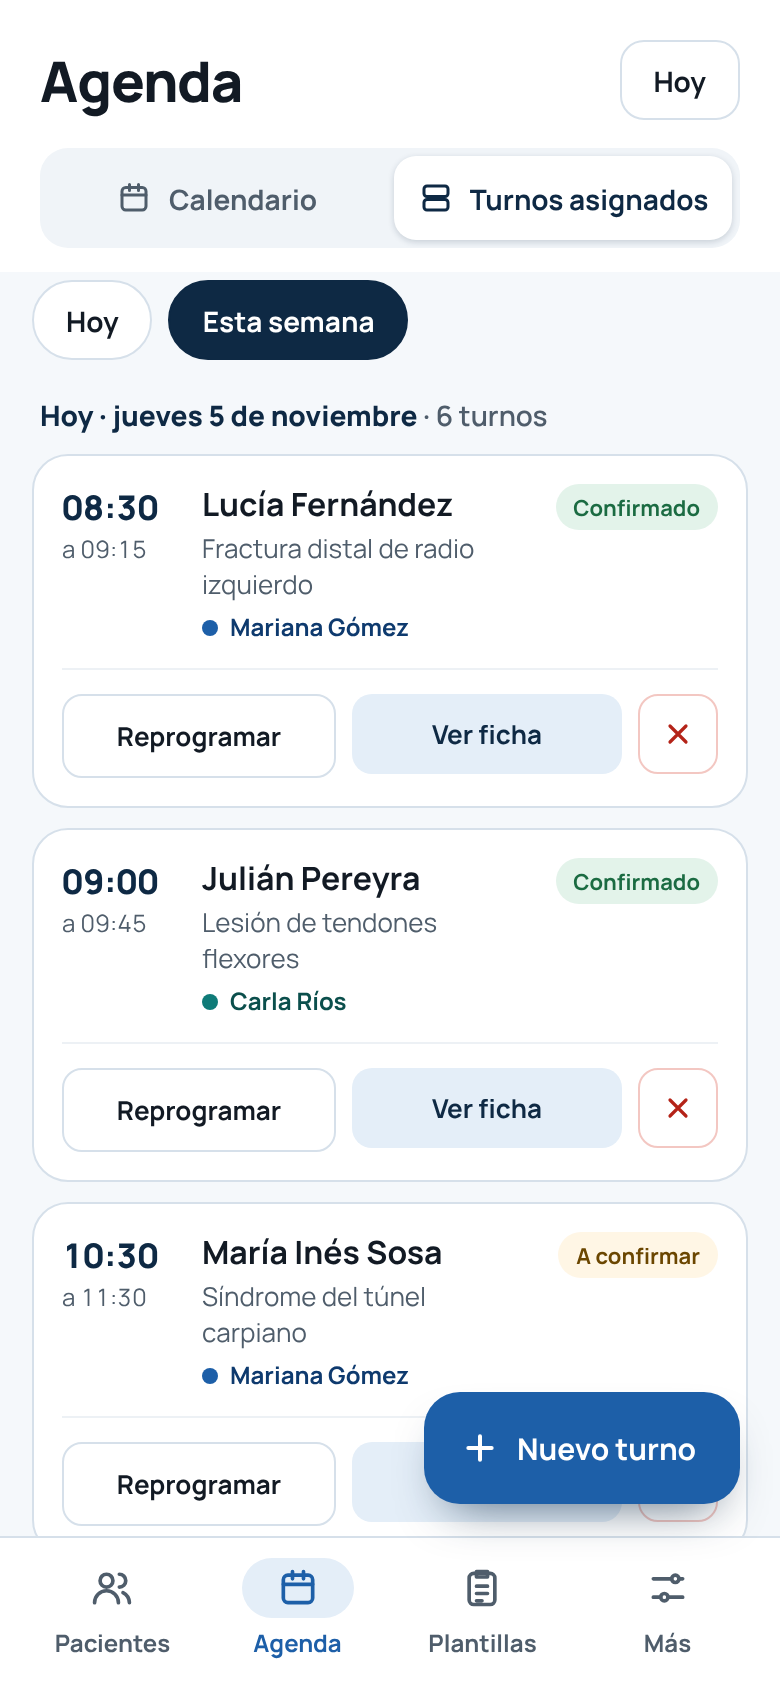 Agenda
Hoy
Calendario
Turnos asignados
Hoy
Esta semana
Hoy · jueves 5 de noviembre · 6 turnos
08:30
a 09:15
Lucía Fernández
Confirmado
Fractura distal de radio
izquierdo
Mariana Gómez
Reprogramar
Ver ficha
09:00
a 09:45
Julián Pereyra
Confirmado
Lesión de tendones
flexores
Carla Ríos
Reprogramar
Ver ficha
10:30
a 11:30
María Inés Sosa
A confirmar
Síndrome del túnel
carpiano
Mariana Gómez
Reprogramar
Nuevo turno
Pacientes
Agenda
Plantillas
Más